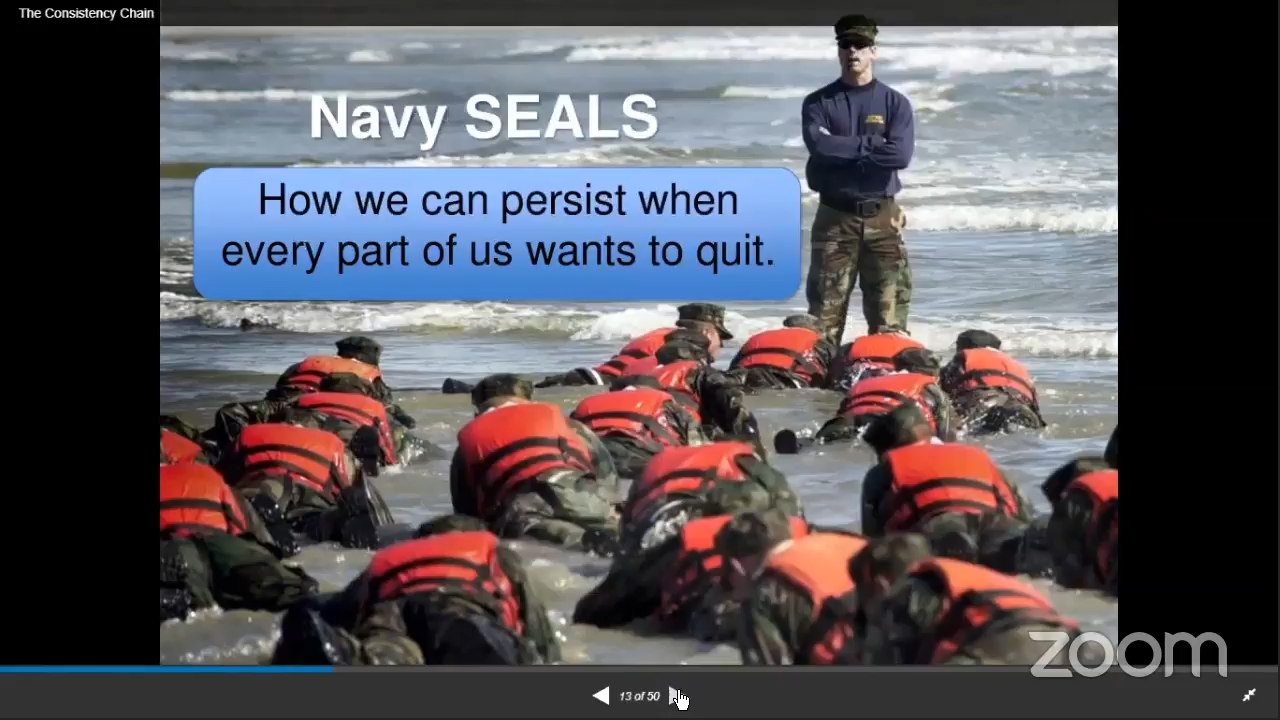 The Consistency Chain
Navy SEALS
How we can persist when
every part of us wants to quit.
zoom
13 of 50